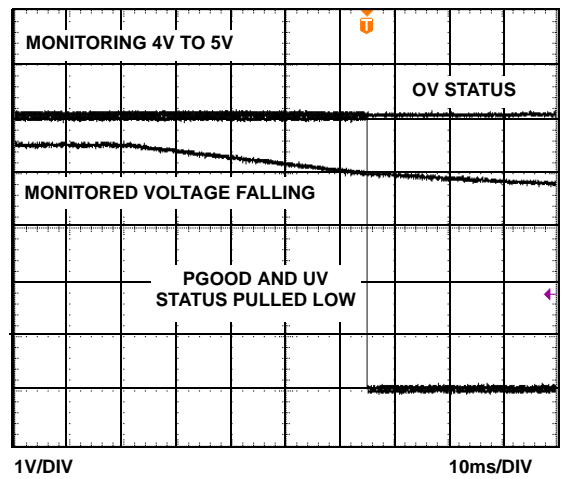 MONITORING 4V TO 5V
T
OV STATUS
MONITORED VOLTAGE FALLING
PGOOD AND UV
STATUS PULLED LOW
1V/DIV
10ms/DIV